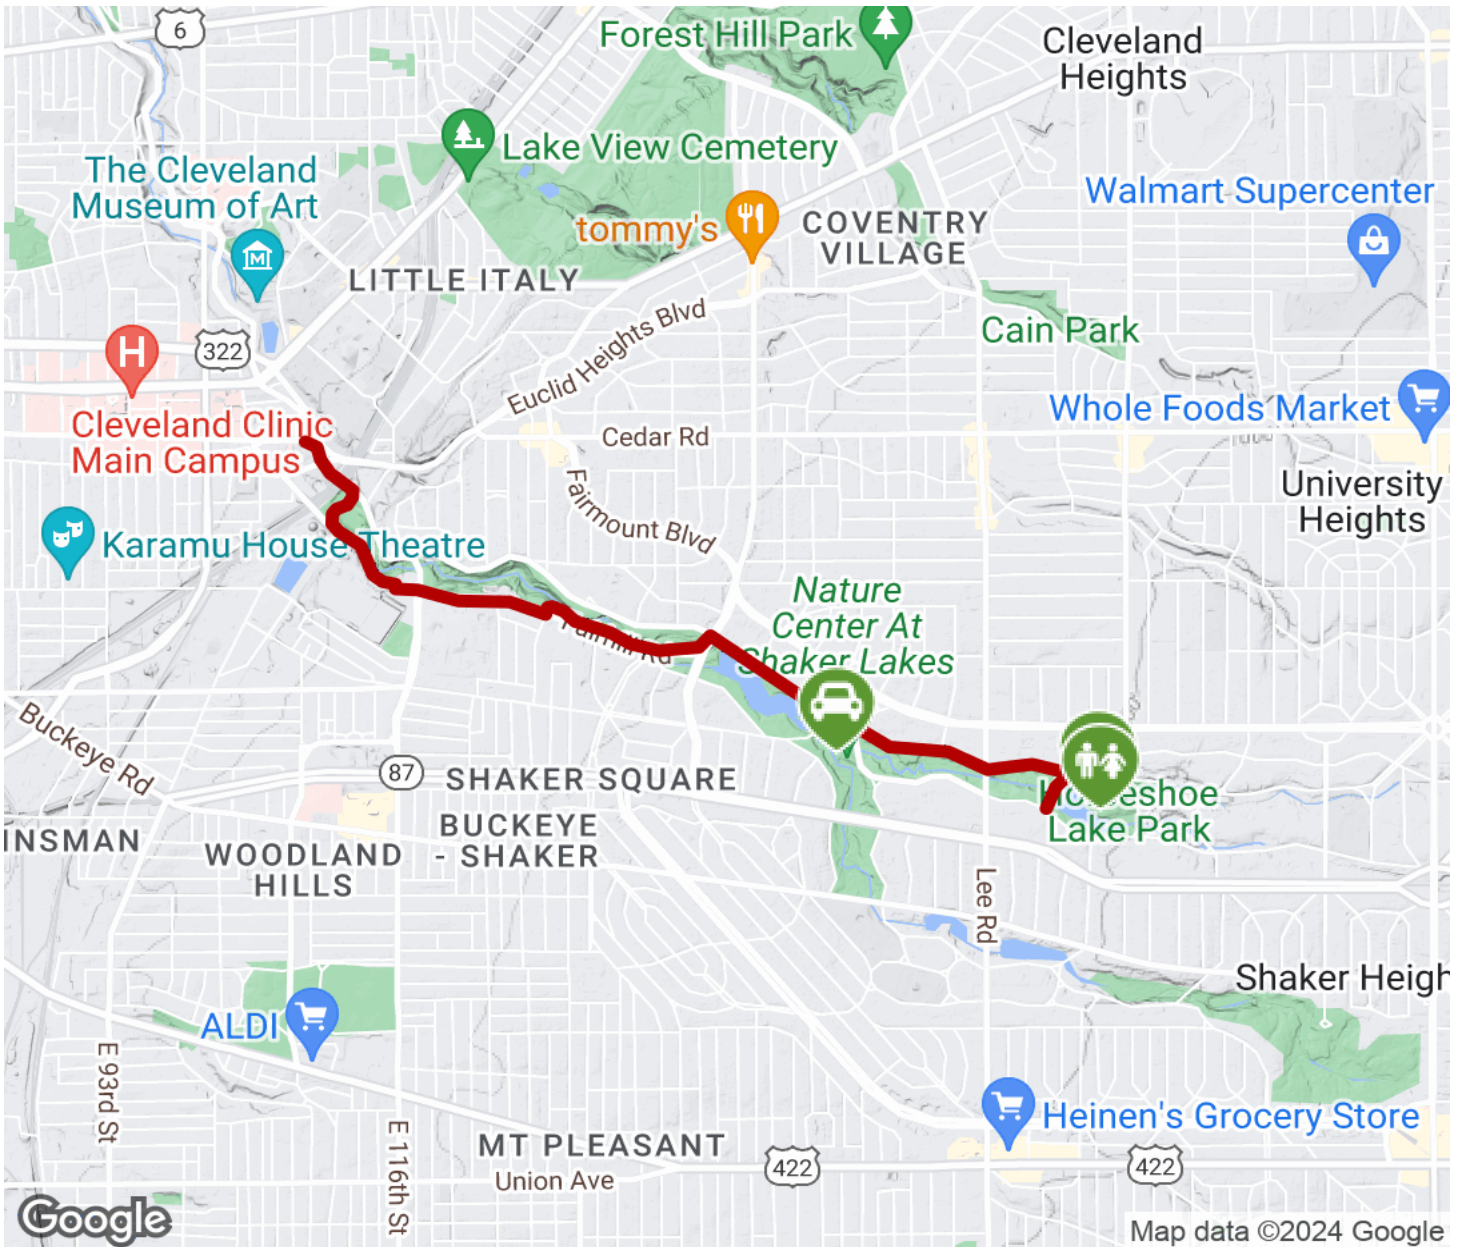 6
Forest Hill Park
Cleveland
Heights
Lake View Cemetery
The Cleveland
Museum of Art
Walmart Supercenter
tommy's
COVENTRY
VILLAGE
LITTLE ITALY
Euclid Heights Blvd
Cain Park
322
H
Cleveland Clinic
Main Campus
Whole Foods Market
Cedar Rd
Fairmount Blvd
University
Heights
Karamu House Theatre
Nature
Center At
Shaker Lakes
Fairhill Rd
Buckeye Rd
87
SHAKER SQUARE
Horseshoe
Lake Park
BUCKEYE
- SHAKER
INSMAN
WOODLAND
HILLS
Lee Rd
Shaker Heigh
ALDI
E 93rd St
E 116th St
Heinen's Grocery Store
MT PLEASANT
Union Ave
422
422
Google
Map data ©2024 Google